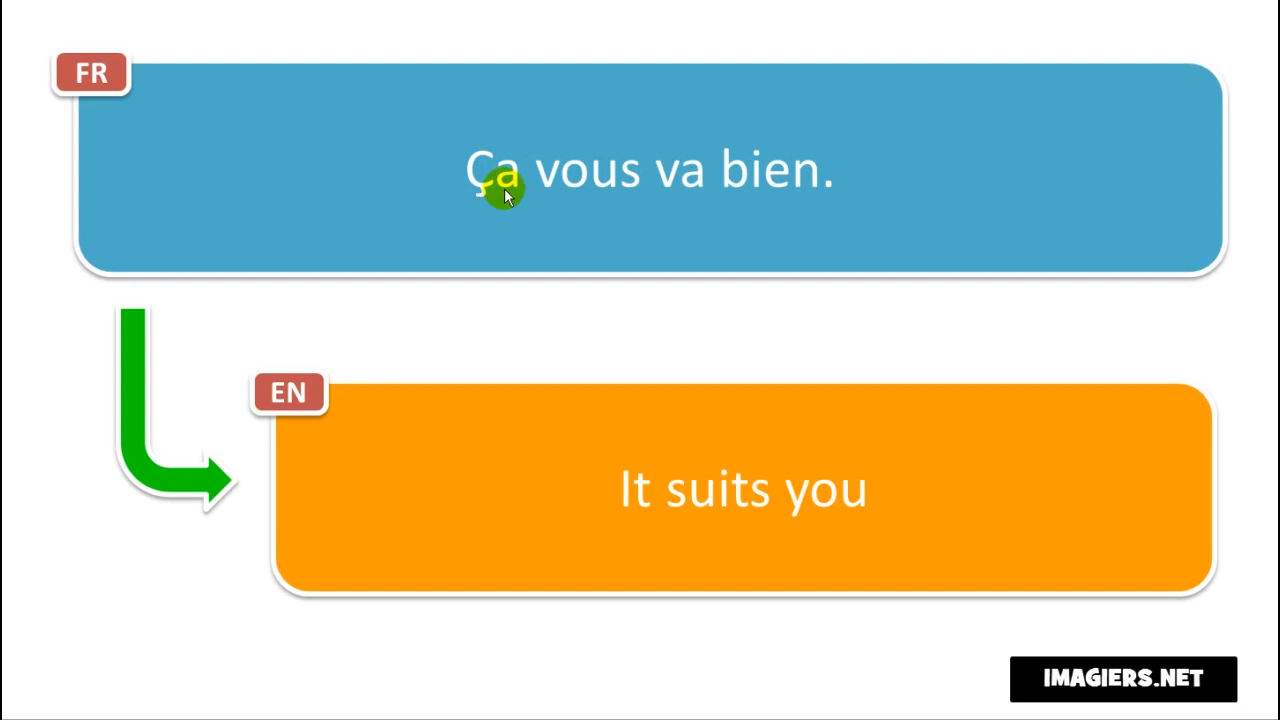 FR
Ça vous va bien.
EN
It suits you
IMAGIERS.NET